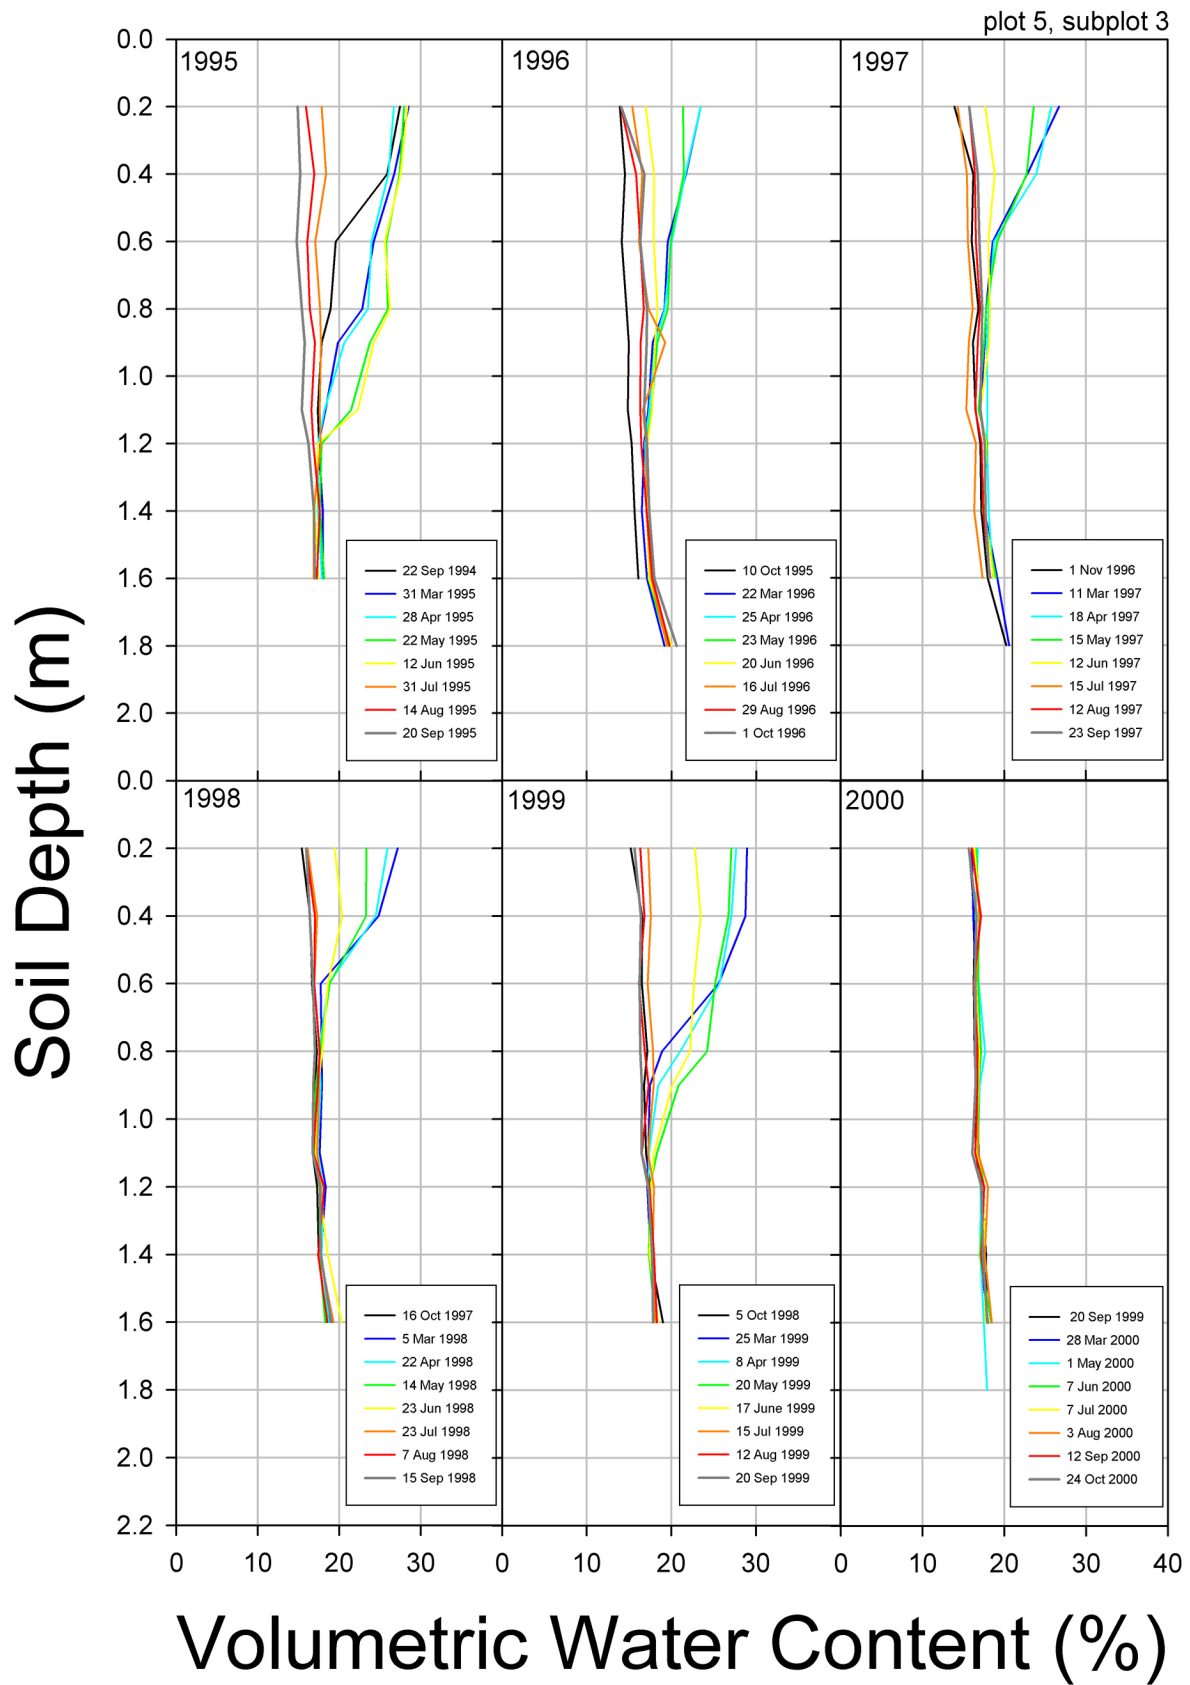 plot 5, subplot 3
Soil Depth (m)
0.0
0.2
0.4
0.6
0.8
1.0
1.2
1.4
1.6
1.8
2.0
1995
22 Sep 1994
31 Mar 1995
28 Apr 1995
22 May 1995
12 Jun 1995
31 Jul 1995
14 Aug 1995
20 Sep 1995
1996
10 Oct 1995
22 Mar 1996
25 Apr 1996
23 May 1996
20 Jun 1996
16 Jul 1996
29 Aug 1996
1 Oct 1996
1997
1 Nov 1996
11 Mar 1997
18 Apr 1997
15 May 1997
12 Jun 1997
15 Jul 1997
12 Aug 1997
23 Sep 1997
0.0
0.2
0.4
0.6
0.8
1.0
1.2
1.4
1.6
1.8
2.0
2.2
1998
16 Oct 1997
5 Mar 1998
22 Apr 1998
14 May 1998
23 Jun 1998
23 Jul 1998
7 Aug 1998
15 Sep 1998
1999
5 Oct 1998
25 Mar 1999
8 Apr 1999
20 May 1999
17 June 1999
15 Jul 1999
12 Aug 1999
20 Sep 1999
2000
20 Sep 1999
28 Mar 2000
1 May 2000
7 Jun 2000
7 Jul 2000
3 Aug 2000
12 Sep 2000
24 Oct 2000
0 10 20 30 0 10 20 30 0 10 20 30 40
Volumetric Water Content (%)